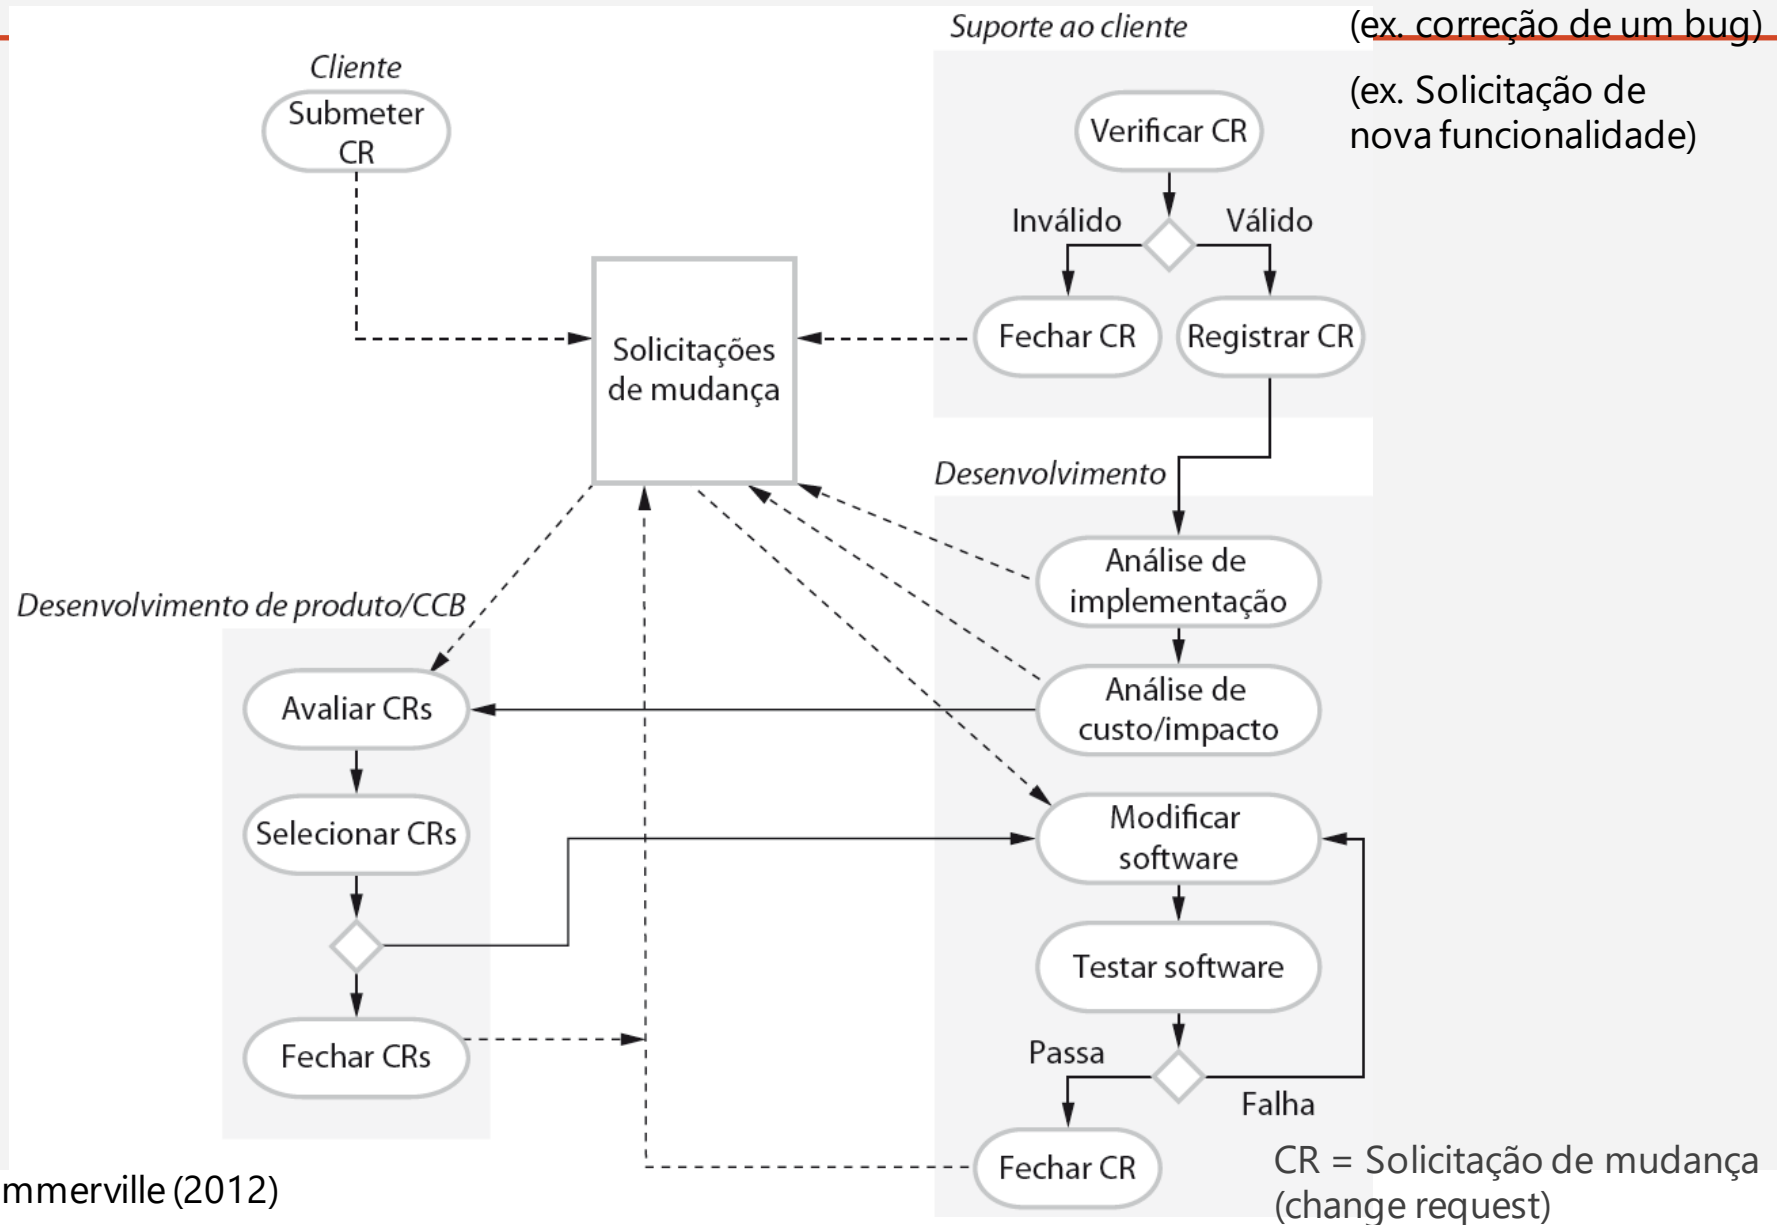 Suporte ao cliente
(ex. correção de um bug)
(ex. Solicitação de
nova funcionalidade)
Cliente
Submeter
CR
Verificar CR
Inválido
Válido
Fechar CR
Registrar CR
Solicitações
de mudança
Desenvolvimento
Análise de
implementação
Desenvolvimento de produto/CCB
Avaliar CRs
Análise de
custo/impacto
Selecionar CRs
Modificar
software
Testar software
Passa
Falha
Fechar CRs
Fechar CR
CR = Solicitação de mudança
(change request)
mmerville (2012)